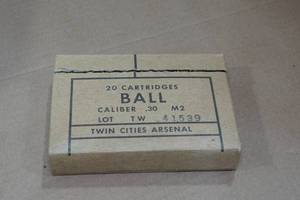 20 CARTRIDGES
BALL
CALIBER .30 M2
LOT TW 41539
TWIN CITIES ARSENAL